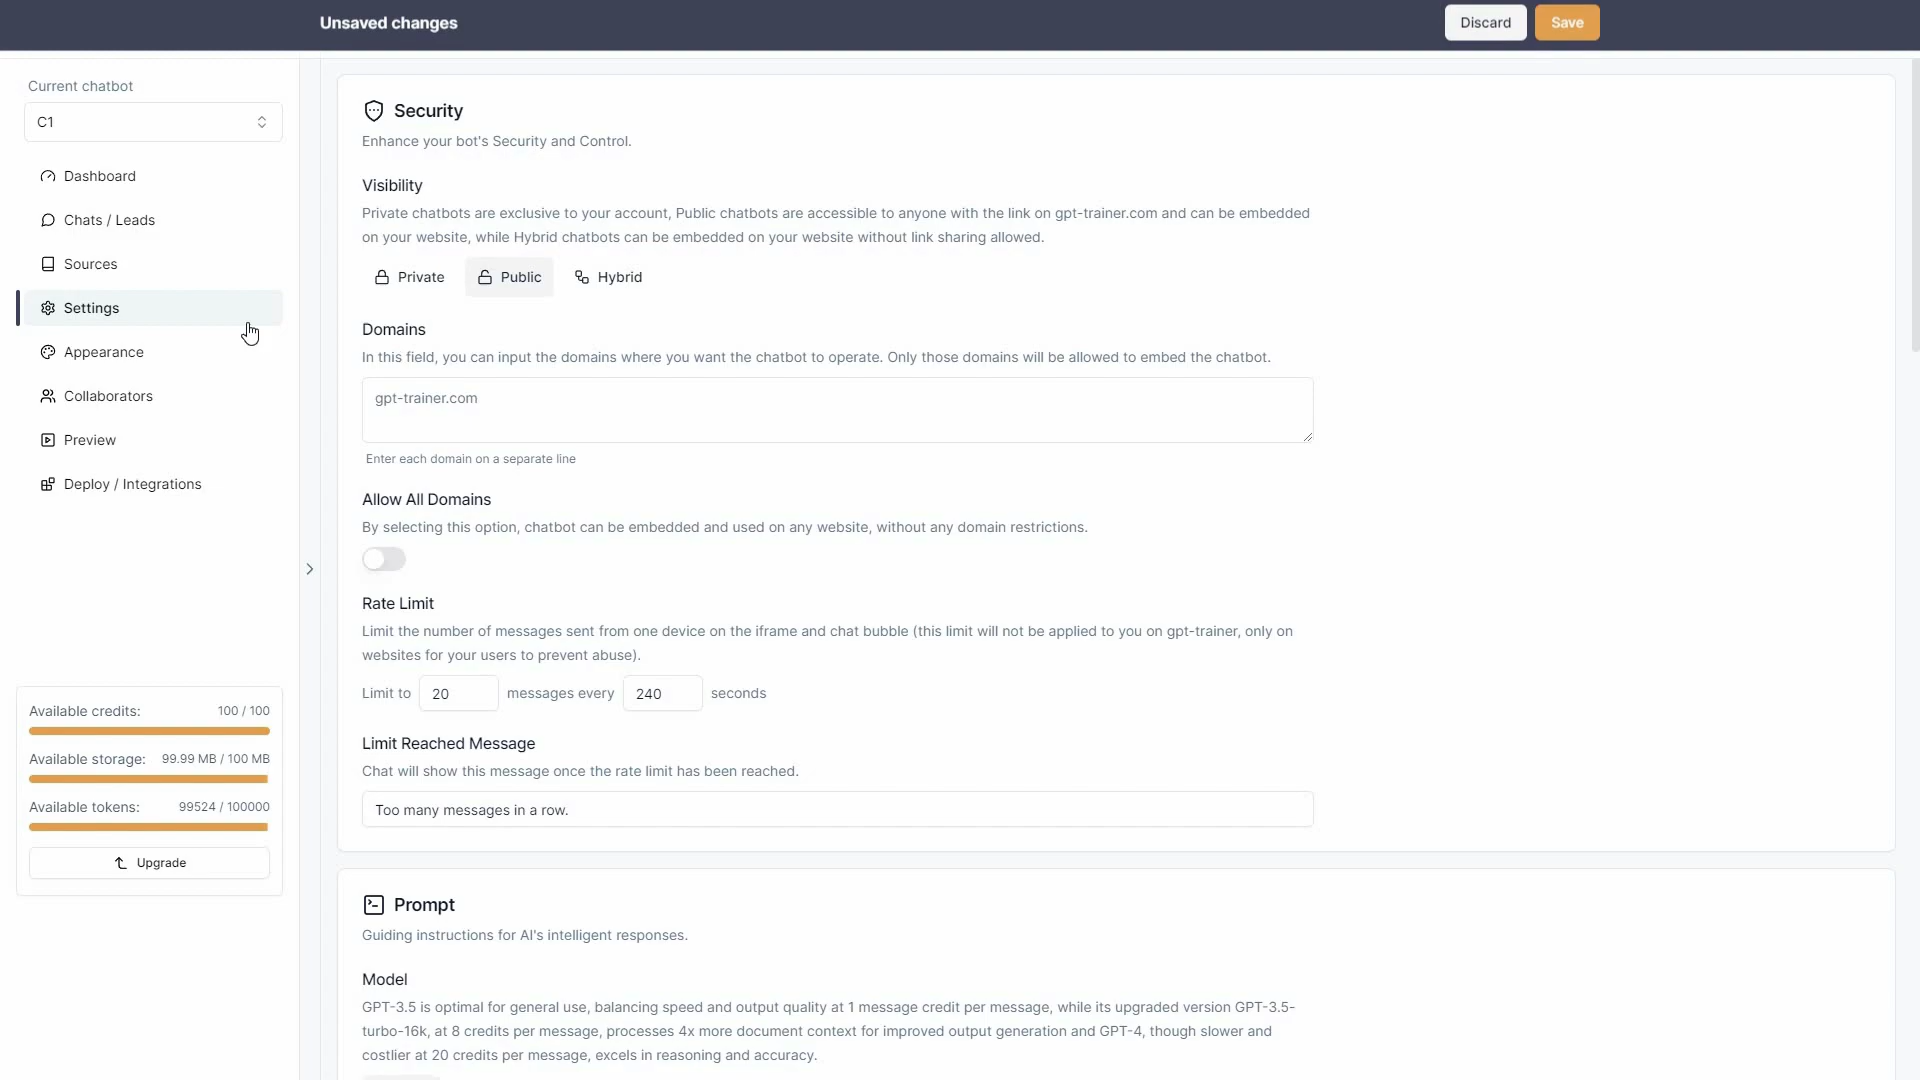 Unsaved changes
Discard
Save
Current chatbot
C1
Dashboard
Chats / Leads
Sources
Settings
Appearance
Collaborators
Preview
Deploy / Integrations
Available credits: 100 / 100
Available storage: 99.99 MB / 100 MB
Available tokens: 99524 / 100000
Upgrade
Security
Enhance your bot's Security and Control.
Visibility
Private chatbots are exclusive to your account, Public chatbots are accessible to anyone with the link on gpt-trainer.com and can be embedded
on your website, while Hybrid chatbots can be embedded on your website without link sharing allowed.
Private
Public
Hybrid
Domains
In this field, you can input the domains where you want the chatbot to operate. Only those domains will be allowed to embed the chatbot.
gpt-trainer.com
Enter each domain on a separate line
Allow All Domains
By selecting this option, chatbot can be embedded and used on any website, without any domain restrictions.
Rate Limit
Limit the number of messages sent from one device on the iframe and chat bubble (this limit will not be applied to you on gpt-trainer, only on
websites for your users to prevent abuse).
Limit to 20 messages every 240 seconds
Limit Reached Message
Chat will show this message once the rate limit has been reached.
Too many messages in a row.
Prompt
Guiding instructions for AI's intelligent responses.
Model
GPT-3.5 is optimal for general use, balancing speed and output quality at 1 message credit per message, while its upgraded version GPT-3.5-
turbo-16k, at 8 credits per message, processes 4x more document context for improved output generation and GPT-4, though slower and
costlier at 20 credits per message, excels in reasoning and accuracy.